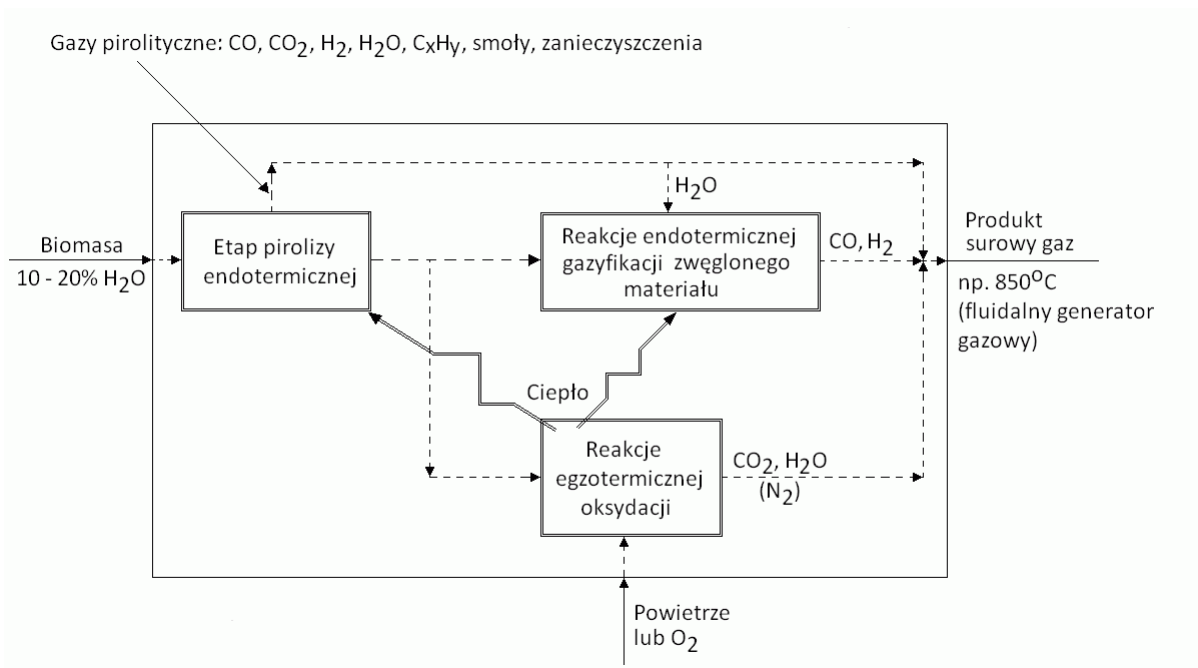 Gazy pirolityczne: CO, CO2, H2, H2O, CxHy, smoły, zanieczyszczenia
H2O
Biomasa
10 - 20% H2O
Etap pirolizy
endotermicznej
Reakcje endotermicznej
gazyfikacji zwęglonego
materiału
CO, H2
Produkt
surowy gaz
np. 850OC
(fluidalny generator
gazowy)
Ciepło
Reakcje
egzotermicznej
oksydacji
CO2, H2O
(N2)
Powietrze
lub O2